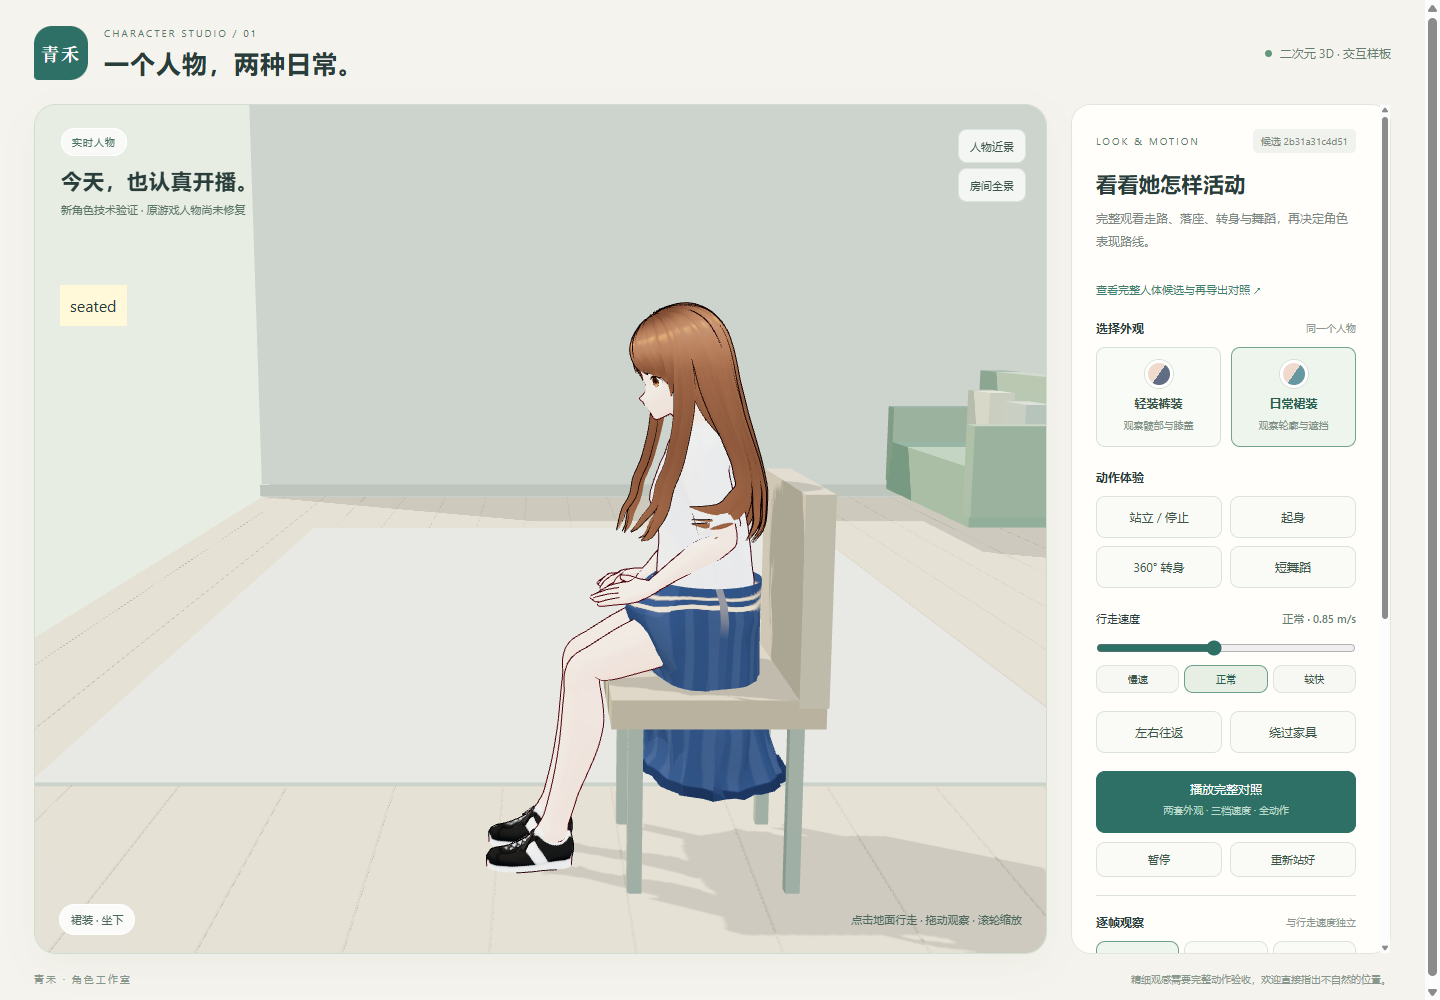 青禾
CHARACTER STUDIO / 01
一个人物，两种日常。
二次元 3D · 交互样板
实时人物
今天，也认真开播。
新角色技术验证 · 原游戏人物尚未修复
人物近景
房间全景
seated
裙装 · 坐下
点击地面行走 · 拖动观察 · 滚轮缩放
LOOK & MOTION
候选 2b31a31c4d51
看看她怎样活动
完整观看走路、落座、转身与舞蹈，再决定角色
表现路线。
查看完整人体候选与再导出对照 ↗
选择外观
同一个人物
轻装裤装
观察髋部与膝盖
日常裙装
观察轮廓与遮挡
动作体验
站立 / 停止
起身
360° 转身
短舞蹈
行走速度
正常 · 0.85 m/s
慢速
正常
较快
左右往返
绕过家具
播放完整对照
两套外观 · 三档速度 · 全动作
暂停
重新站好
逐帧观察
与行走速度独立
青禾 · 角色工作室
精细观感需要完整动作验收，欢迎直接指出不自然的位置。